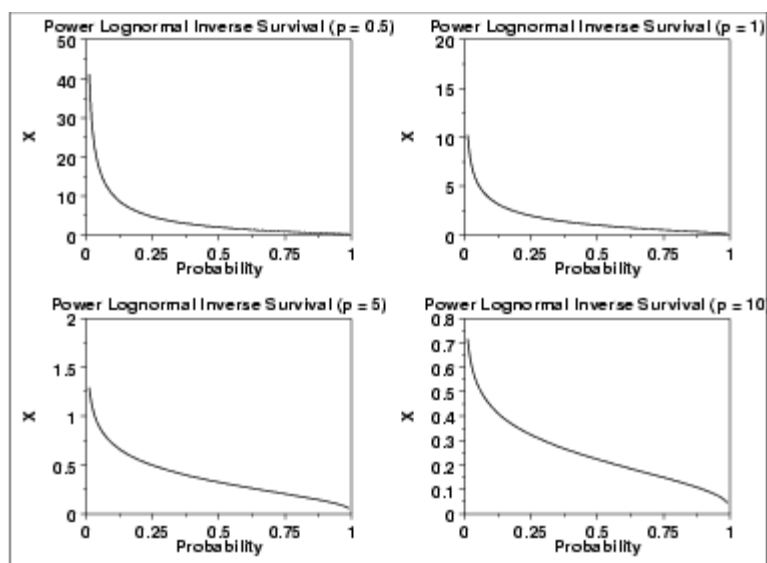 Power Lognormal Inverse Survival (p = 0.5)
50
40
30
20
10
0
X
0 0.25 0.5 0.75 1
Probability
Power Lognormal Inverse Survival (p = 1)
20
15
10
5
0
X
0 0.25 0.5 0.75 1
Probability
Power Lognormal Inverse Survival (p = 5)
2
1.5
1
0.5
0
X
0 0.25 0.5 0.75 1
Probability
Power Lognormal Inverse Survival (p = 10
0.8
0.7
0.6
0.5
0.4
0.3
0.2
0.1
0
X
0 0.25 0.5 0.75 1
Probability